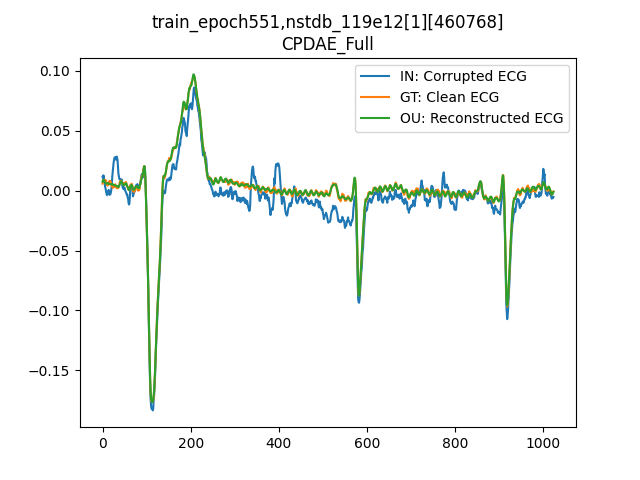 train_epoch551,nstdb_119e12[1][460768]
CPDAE_Full
IN: Corrupted ECG
GT: Clean ECG
OU: Reconstructed ECG
0.10
0.05
0.00
−0.05
−0.10
−0.15
0 200 400 600 800 1000